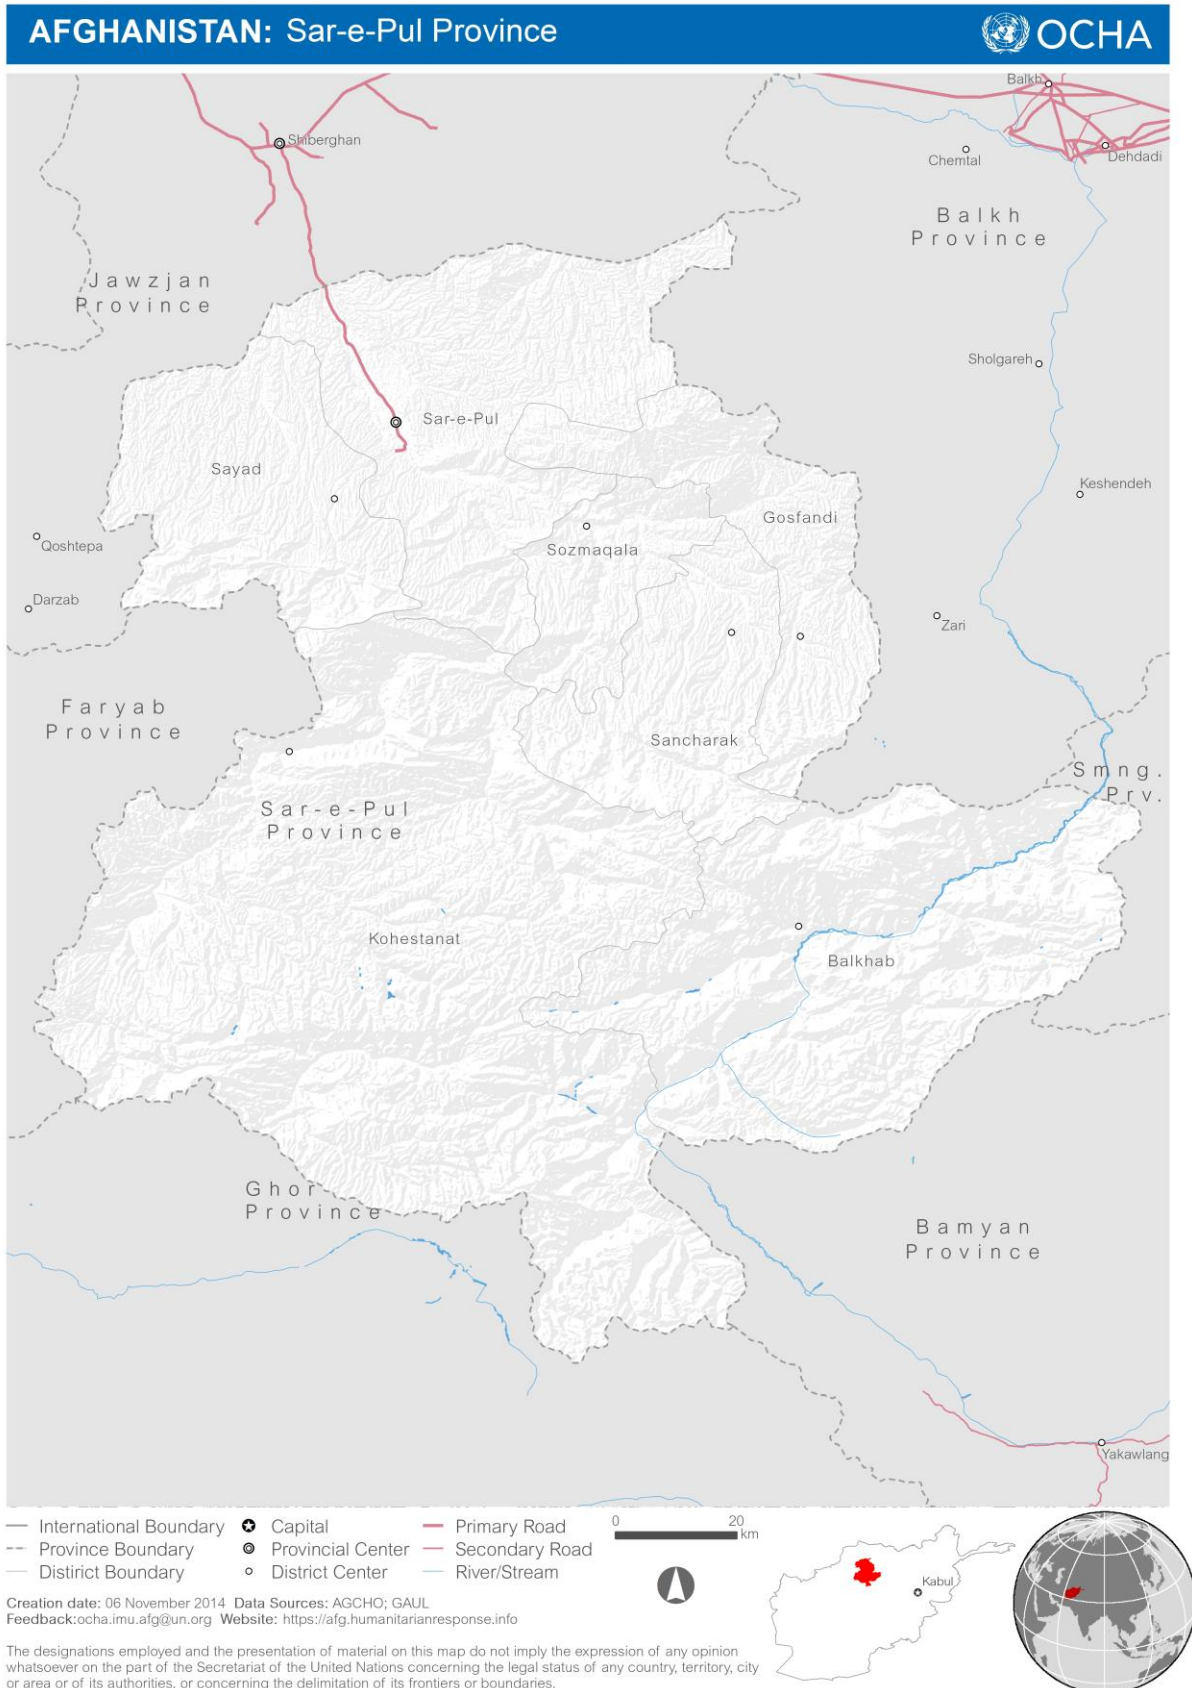 AFGHANISTAN: Sar-e-Pul Province
OCHA
Balkh
Shiberghan
Chemtal
Dehdadi
Balkh
Province
Jawzjan
Province
Sholgareh
Sar-e-Pul
Sayad
Keshendeh
Gosfandi
Qoshtepa
Sozmaqala
Darzab
Zari
Faryab
Province
Sancharak
Smng.
Prv.
Sar-e-Pul
Province
Kohestanat
Balkhab
Ghor
Province
Bamyan
Province
Yakawlang
International Boundary
Province Boundary
Distirict Boundary
Capital
Provincial Center
District Center
Primary Road
Secondary Road
River/Stream
0 20
km
Kabul
Creation date: 06 November 2014 Data Sources: AGCHO; GAUL
Feedback:ocha.imu.afg@un.org Website: https://afg.humanitarianresponse.info
The designations employed and the presentation of material on this map do not imply the expression of any opinion
whatsoever on the part of the Secretariat of the United Nations concerning the legal status of any country, territory, city
or area or of its authorities, or concerning the delimitation of its frontiers or boundaries.